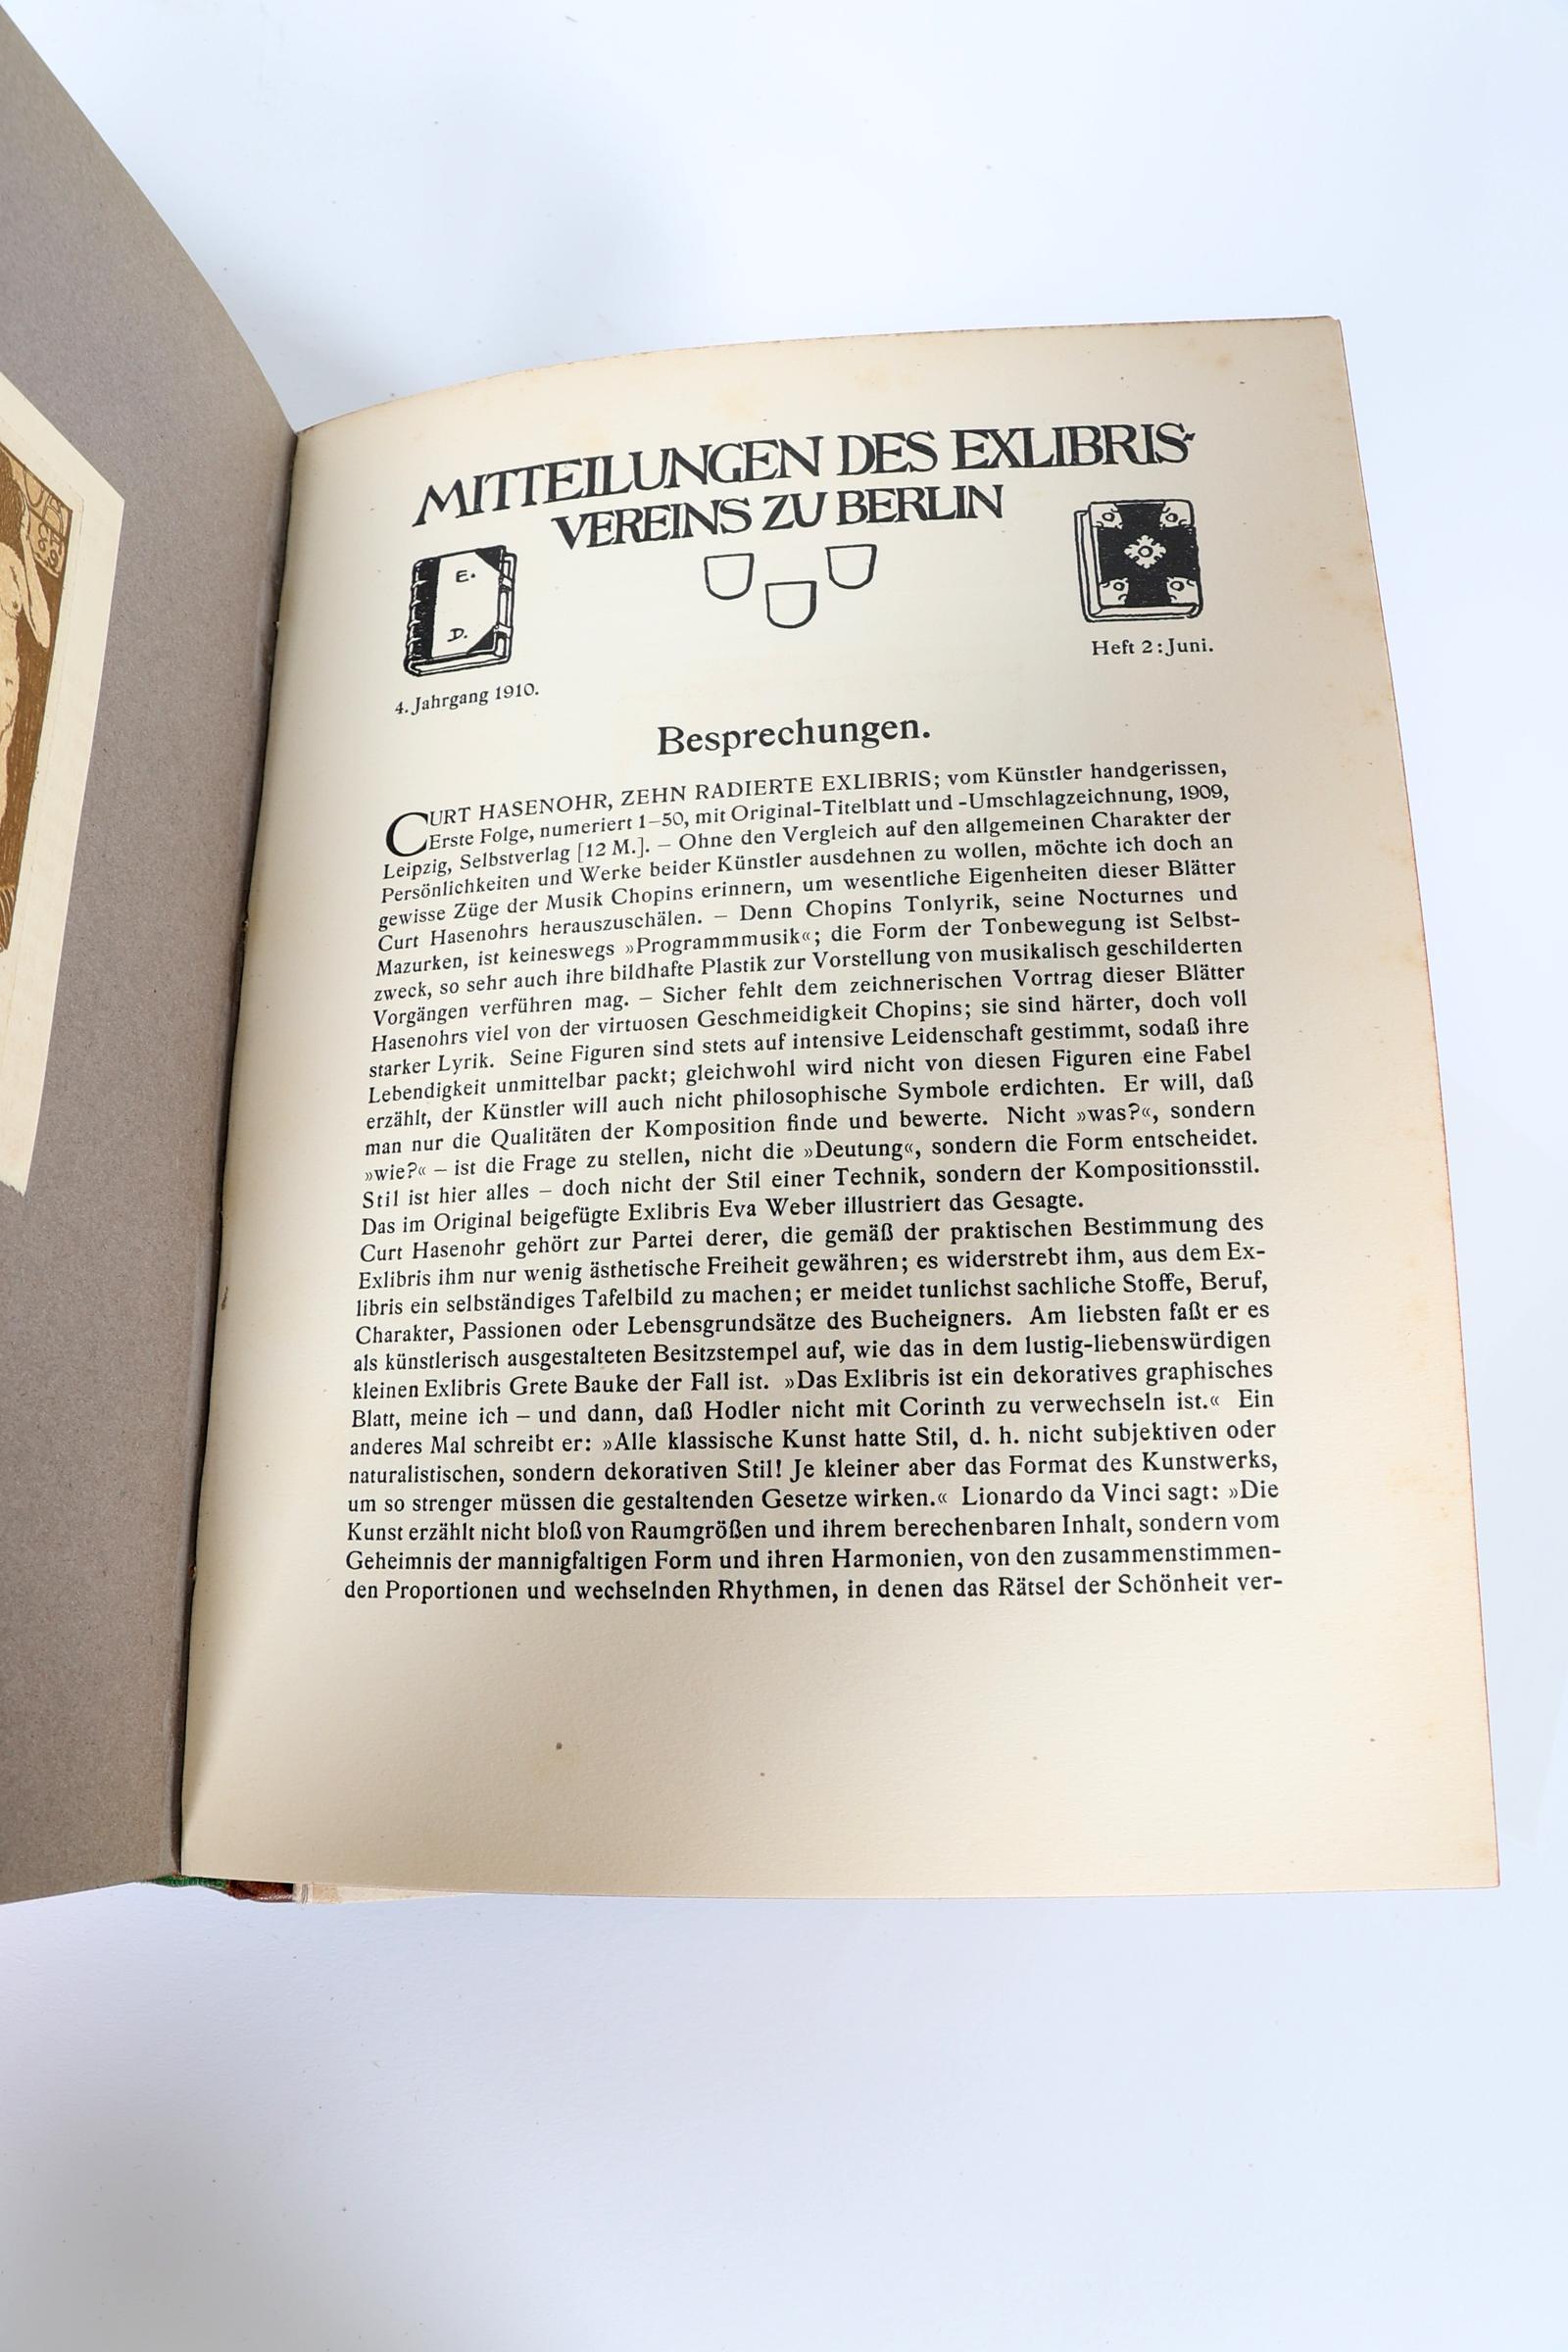 MITTEILUNGEN DES EXLIBRIS-
VEREINS ZU BERLIN
E.
D.
4. Jahrgang 1910.
Heft 2: Juni.
Besprechungen.
CURT HASENOHR, ZEHN RADIERTE EXLIBRIS; vom Künstler handgerissen,
Erste Folge, numeriert 1–50, mit Original-Titelblatt und -Umschlagzeichnung, 1909,
Leipzig, Selbstverlag [12 M.]. – Ohne den Vergleich auf den allgemeinen Charakter der
Persönlichkeiten und Werke beider Künstler ausdehnen zu wollen, möchte ich doch an
gewisse Züge der Musik Chopins erinnern, um wesentliche Eigenheiten dieser Blätter
Curt Hasenohrs herauszuschälen. – Denn Chopins Tonlyrik, seine Nocturnes und
Mazurken, ist keineswegs »Programmmusik«; die Form der Tonbewegung ist Selbst-
zweck, so sehr auch ihre bildhafte Plastik zur Vorstellung von musikalisch geschilderten
Vorgängen verführen mag. – Sicher fehlt dem zeichnerischen Vortrag dieser Blätter
Hasenohrs viel von der virtuosen Geschmeidigkeit Chopins; sie sind härter, doch voll
starker Lyrik. Seine Figuren sind stets auf intensive Leidenschaft gestimmt, sodaß ihre
Lebendigkeit unmittelbar packt; gleichwohl wird nicht von diesen Figuren eine Fabel
erzählt, der Künstler will auch nicht philosophische Symbole erdichten. Er will, daß
man nur die Qualitäten der Komposition finde und bewerte. Nicht »was?«, sondern
»wie?« – ist die Frage zu stellen, nicht die »Deutung«, sondern die Form entscheidet.
Stil ist hier alles – doch nicht der Stil einer Technik, sondern der Kompositionsstil.
Das im Original beigefügte Exlibris Eva Weber illustriert das Gesagte.
Curt Hasenohr gehört zur Partei derer, die gemäß der praktischen Bestimmung des
Exlibris ihm nur wenig ästhetische Freiheit gewähren; es widerstrebt ihm, aus dem Ex-
libris ein selbständiges Tafelbild zu machen; er meidet tunlichst sachliche Stoffe, Beruf,
Charakter, Passionen oder Lebensgrundsätze des Bucheigners. Am liebsten faßt er es
als künstlerisch ausgestalteten Besitzstempel auf, wie das in dem lustig-liebenswürdigen
kleinen Exlibris Grete Bauke der Fall ist. »Das Exlibris ist ein dekoratives graphisches
Blatt, meine ich – und dann, daß Hodler nicht mit Corinth zu verwechseln ist.« Ein
anderes Mal schreibt er: »Alle klassische Kunst hatte Stil, d. h. nicht subjektiven oder
naturalistischen, sondern dekorativen Stil! Je kleiner aber das Format des Kunstwerks,
um so strenger müssen die gestaltenden Gesetze wirken.« Lionardo da Vinci sagt: »Die
Kunst erzählt nicht bloß von Raumgrößen und ihrem berechenbaren Inhalt, sondern vom
Geheimnis der mannigfaltigen Form und ihren Harmonien, von den zusammenstimmen-
den Proportionen und wechselnden Rhythmen, in denen das Rätsel der Schönheit ver-